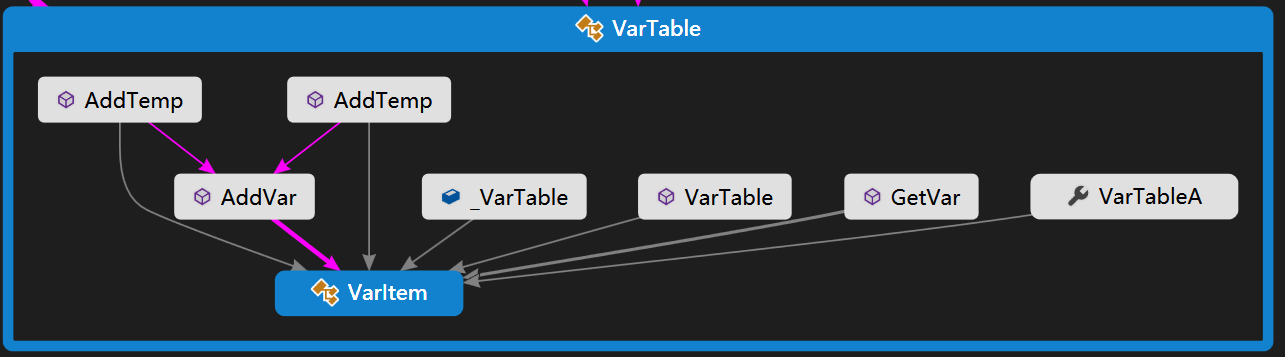 VarTable
AddTemp
AddTemp
AddVar
_VarTable
VarTable
GetVar
VarTableA
VarItem